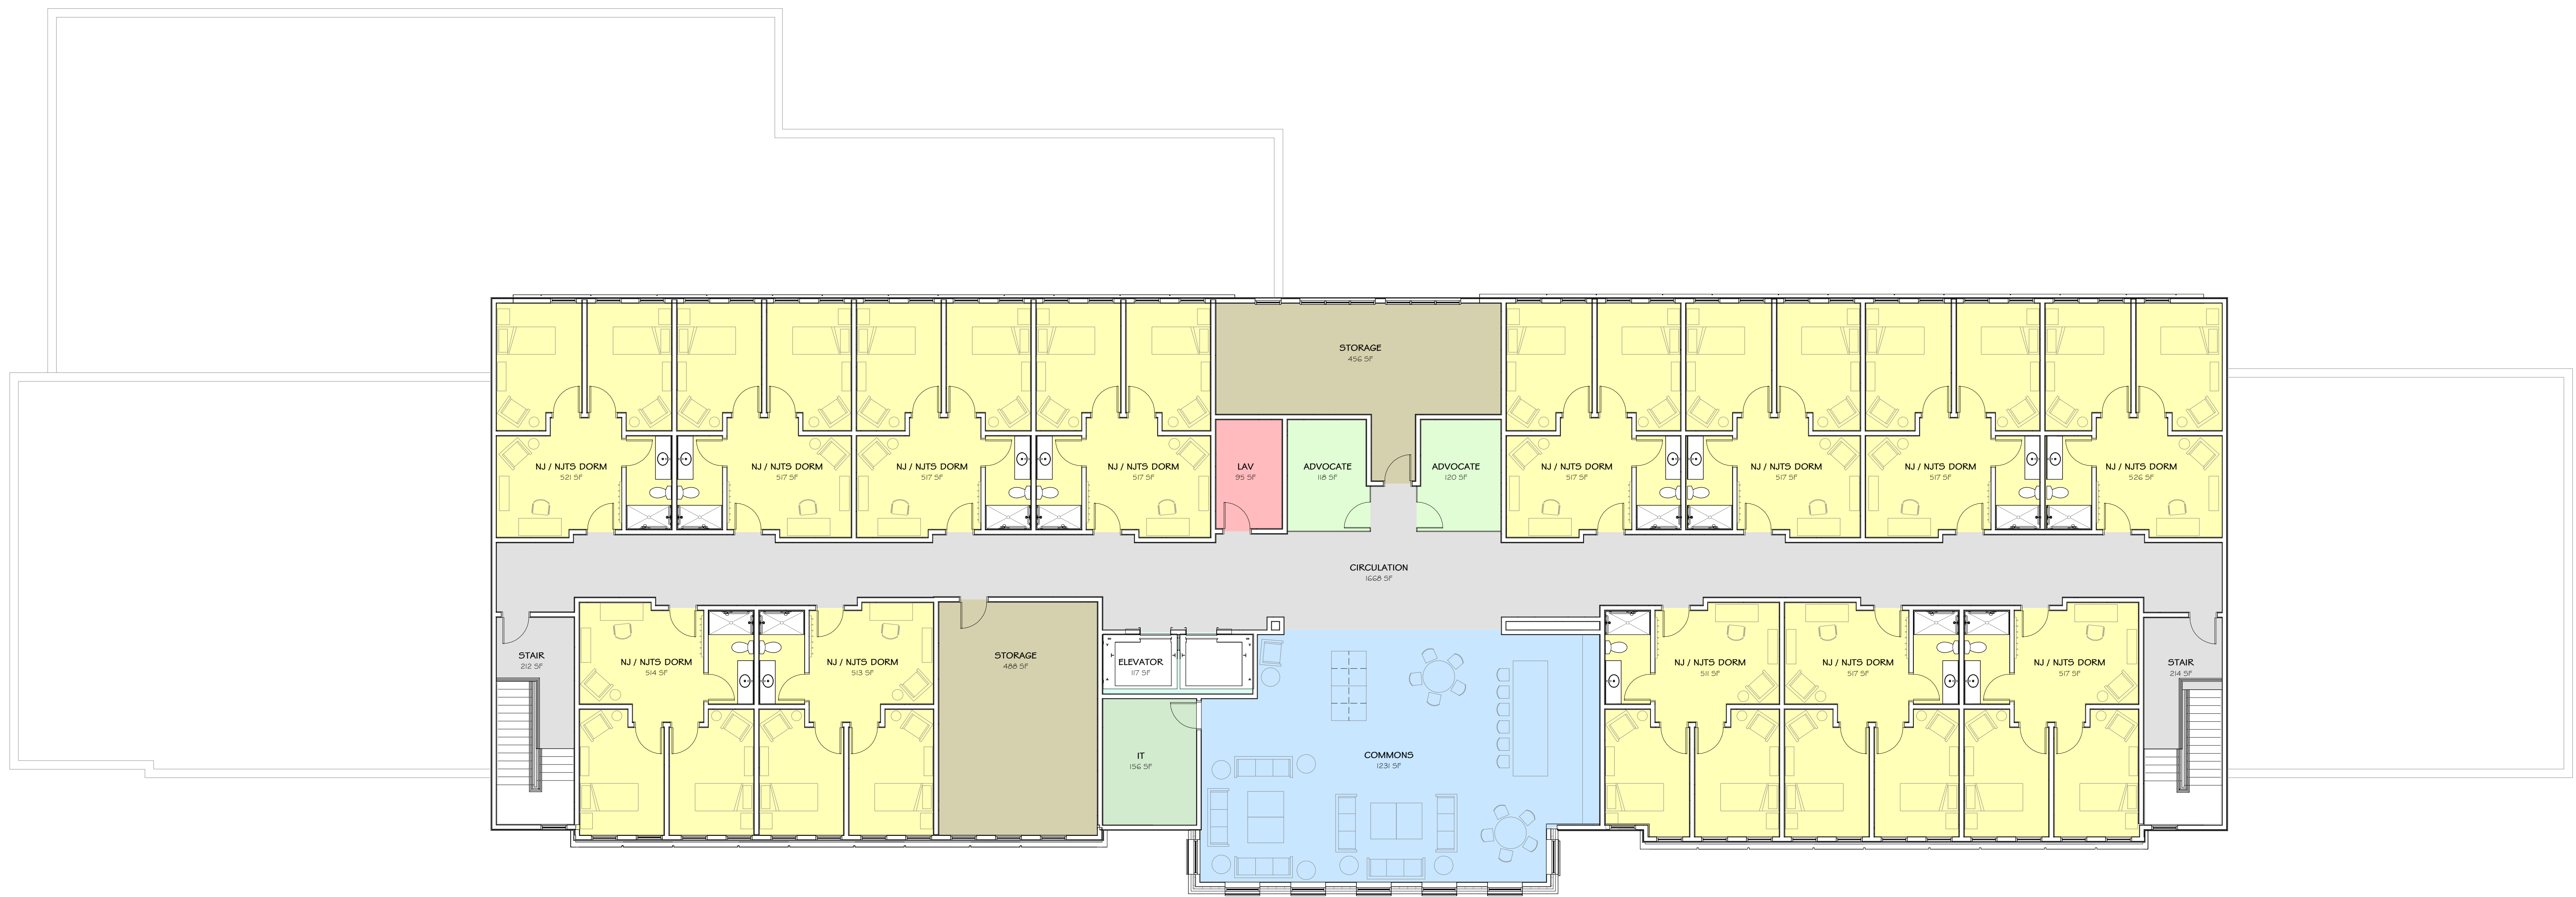 STORAGE
456 SF
NJ / NJTS DORM
521 SF
NJ / NJTS DORM
517 SF
NJ / NJTS DORM
517 SF
NJ / NJTS DORM
517 SF
LAV
95 SF
ADVOCATE
118 SF
ADVOCATE
120 SF
NJ / NJTS DORM
517 SF
NJ / NJTS DORM
517 SF
NJ / NJTS DORM
517 SF
NJ / NJTS DORM
526 SF
CIRCULATION
1668 SF
STAIR
212 SF
NJ / NJTS DORM
514 SF
NJ / NJTS DORM
513 SF
STORAGE
488 SF
ELEVATOR
117 SF
NJ / NJTS DORM
511 SF
NJ / NJTS DORM
517 SF
NJ / NJTS DORM
517 SF
STAIR
214 SF
IT
156 SF
COMMONS
1231 SF